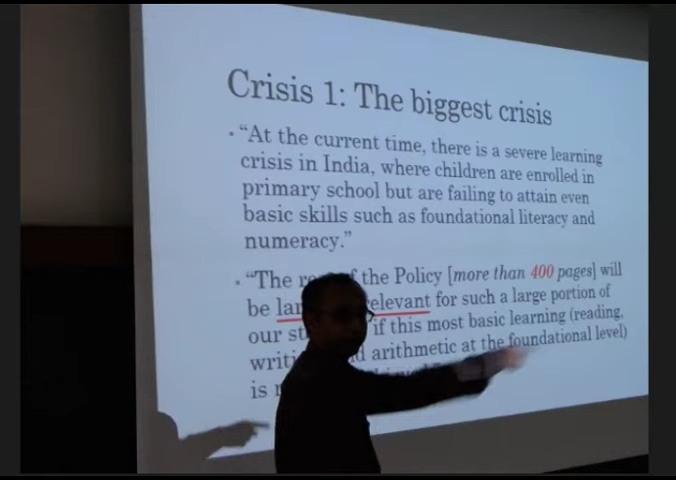 Crisis 1: The biggest crisis
• “At the current time, there is a severe learning
crisis in India, where children are enrolled in
primary school but are failing to attain even
basic skills such as foundational literacy and
numeracy.”
• “The of the Policy [more than 400 pages] will
be for such a large portion of
our if this most basic learning (reading,
arithmetic at the foundational level)
is